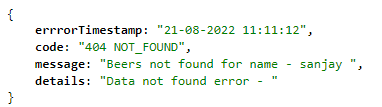 {
errrorTimestamp: "21-08-2022 11:11:12",
code: "404 NOT_FOUND",
message: "Beers not found for name - sanjay ",
details: "Data not found error - "
}